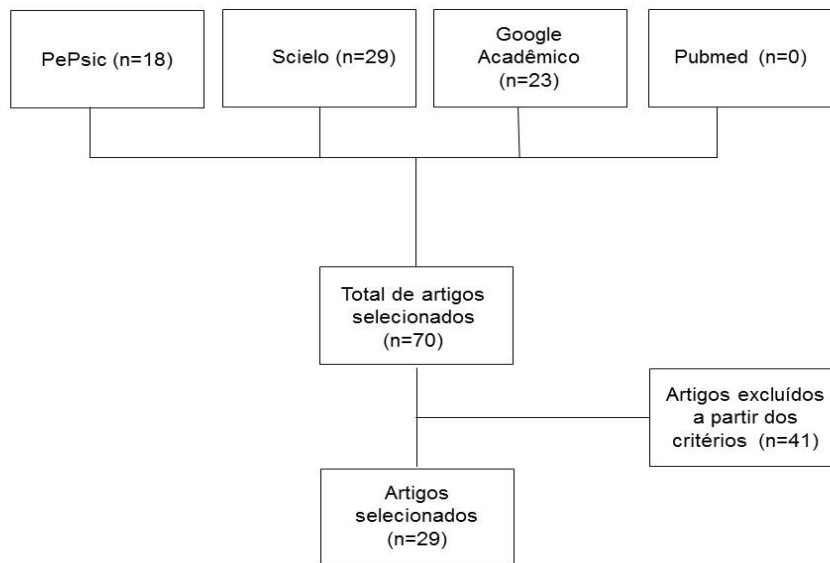 PePsic (n=18)
Scielo (n=29)
Google
Acadêmico
(n=23)
Pubmed (n=0)
Total de artigos
selecionados
(n=70)
Artigos excluídos
a partir dos
critérios (n=41)
Artigos
selecionados
(n=29)